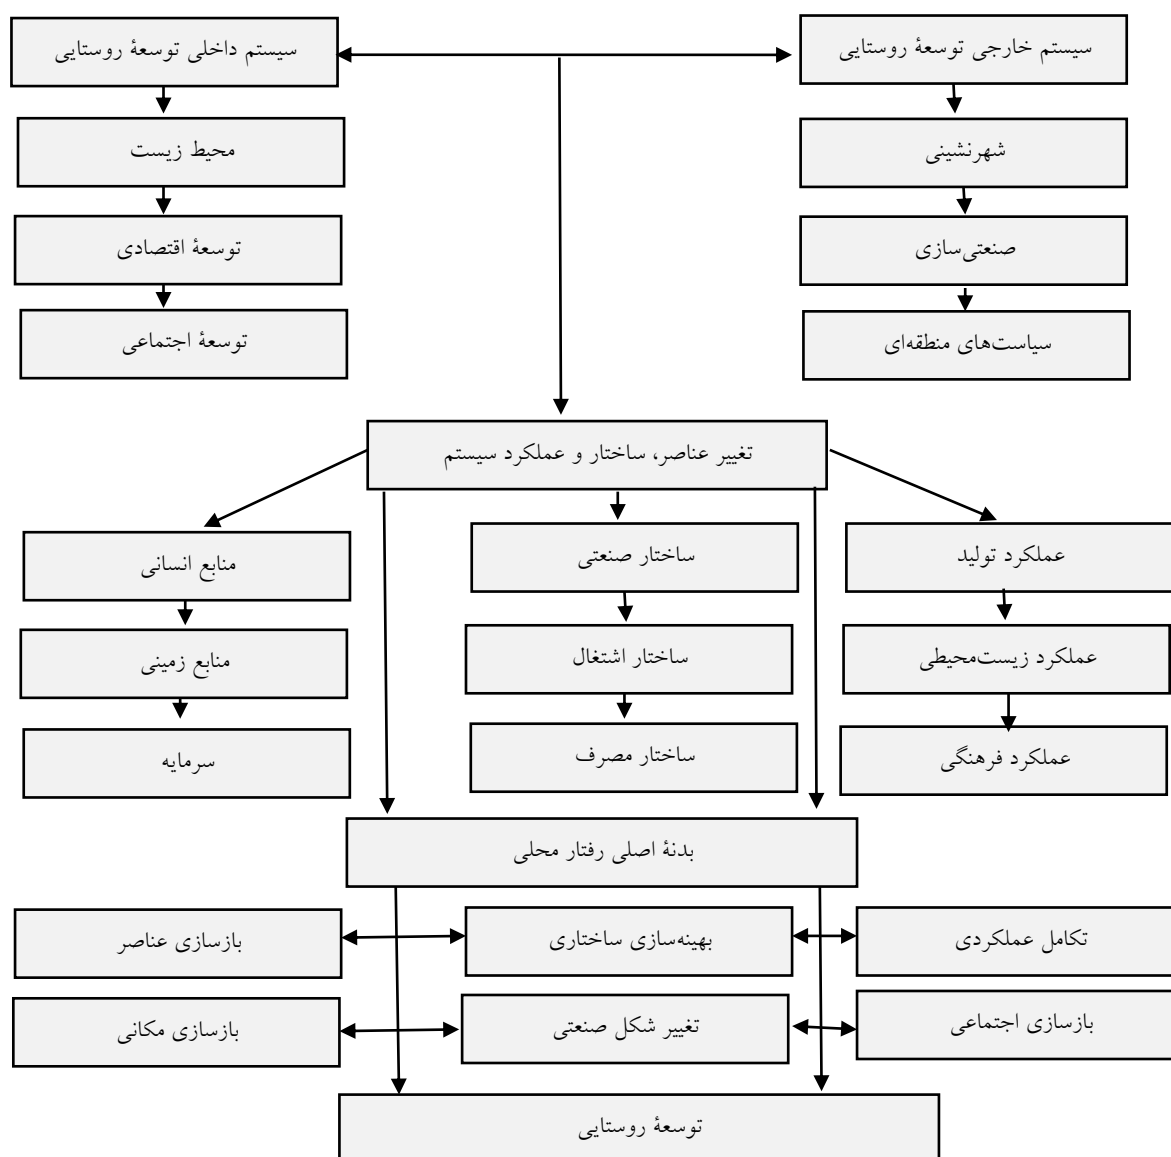 سیستم خارجی توسعهٔ روستایی
سیستم داخلی توسعهٔ روستایی
شهرنشینی
محیط زیست
صنعتی‌سازی
توسعهٔ اقتصادی
سیاست‌های منطقه‌ای
توسعهٔ اجتماعی
تغییر عناصر، ساختار و عملکرد سیستم
عملکرد تولید
ساختار صنعتی
منابع انسانی
عملکرد زیست‌محیطی
ساختار اشتغال
منابع زمینی
عملکرد فرهنگی
ساختار مصرف
سرمایه
بدنهٔ اصلی رفتار محلی
تکامل عملکردی
بهینه‌سازی ساختاری
بازسازی عناصر
بازسازی اجتماعی
تغییر شکل صنعتی
بازسازی مکانی
توسعهٔ روستایی